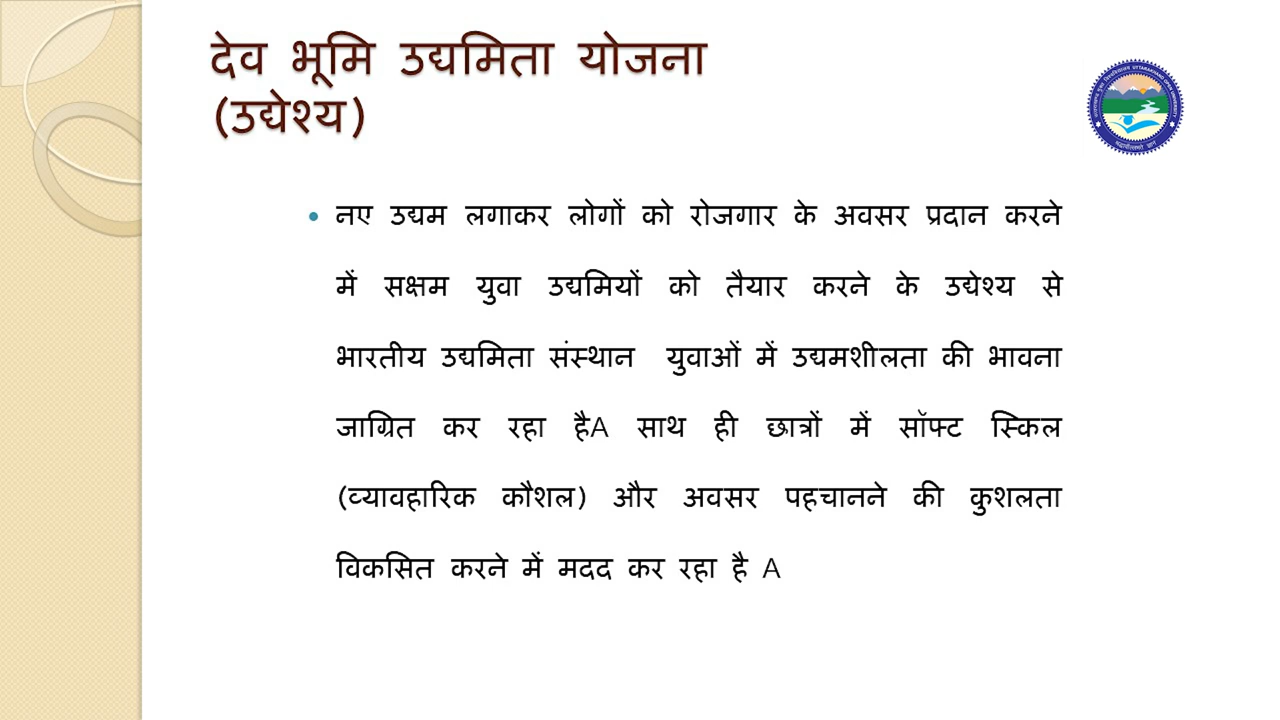 देव भूमि उद्यमिता योजना
(उद्येश्य)
नए उद्यम लगाकर लोगों को रोजगार के अवसर प्रदान करने
में सक्षम युवा उद्यमियों को तैयार करने के उद्येश्य से
भारतीय उद्यमिता संस्थान युवाओं में उद्यमशीलता की भावना
जाग्रित कर रहा हैA साथ ही छात्रों में सॉफ्ट स्किल
(व्यावहारिक कौशल) और अवसर पहचानने की कुशलता
विकसित करने में मदद कर रहा है A